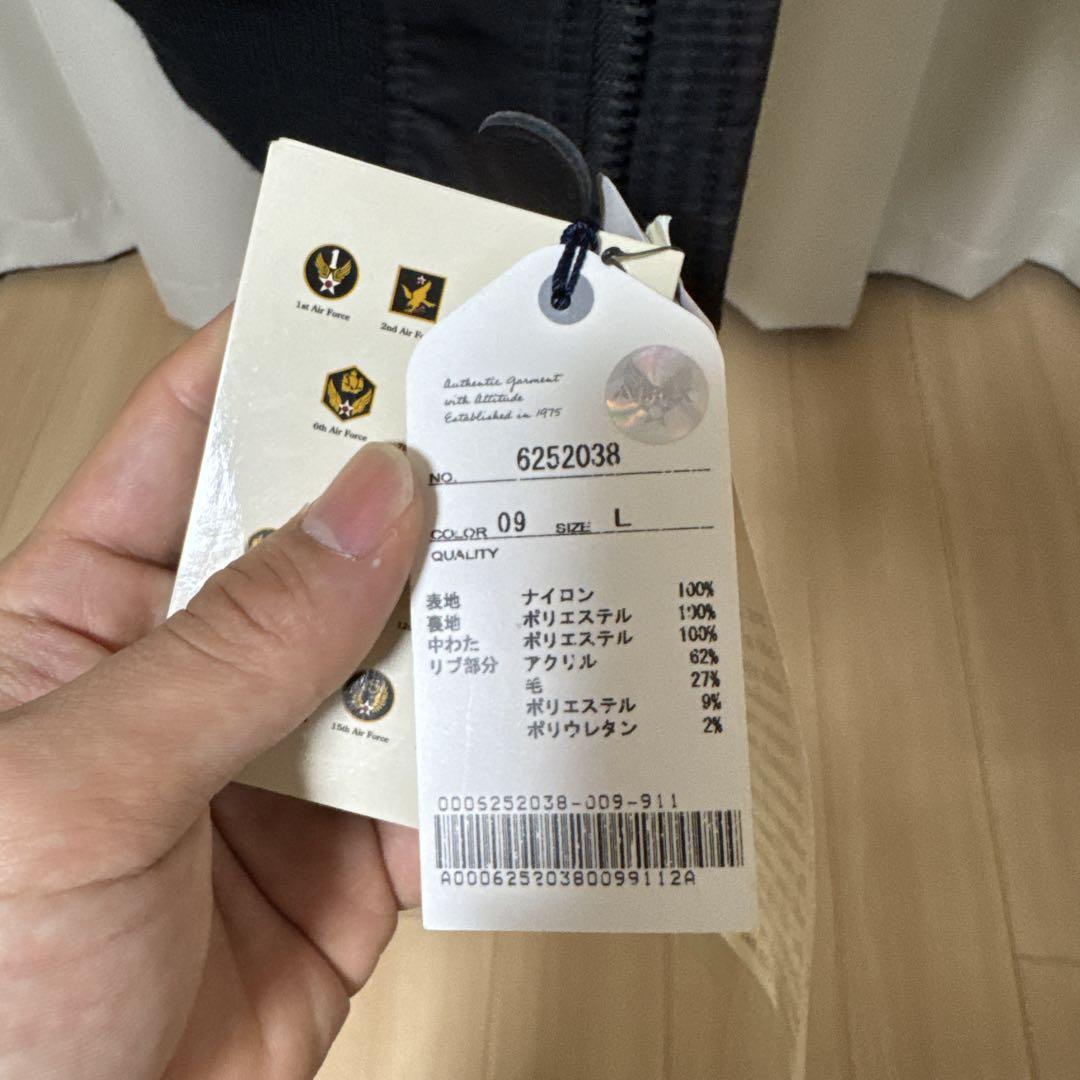 1st Air Force
2nd Air
6th Air Force
15th Air Force
Authentic garment
with Attitude
Established in 1975
NO. 6252038
COLOR 09 SIZE L
QUALITY
表地 ナイロン 100%
裏地 ポリエステル 100%
中わた ポリエステル 100%
リブ部分 アクリル 62%
毛 27%
ポリエステル 9%
ポリウレタン 2%
0006252038-009-911
A00062520380099112A